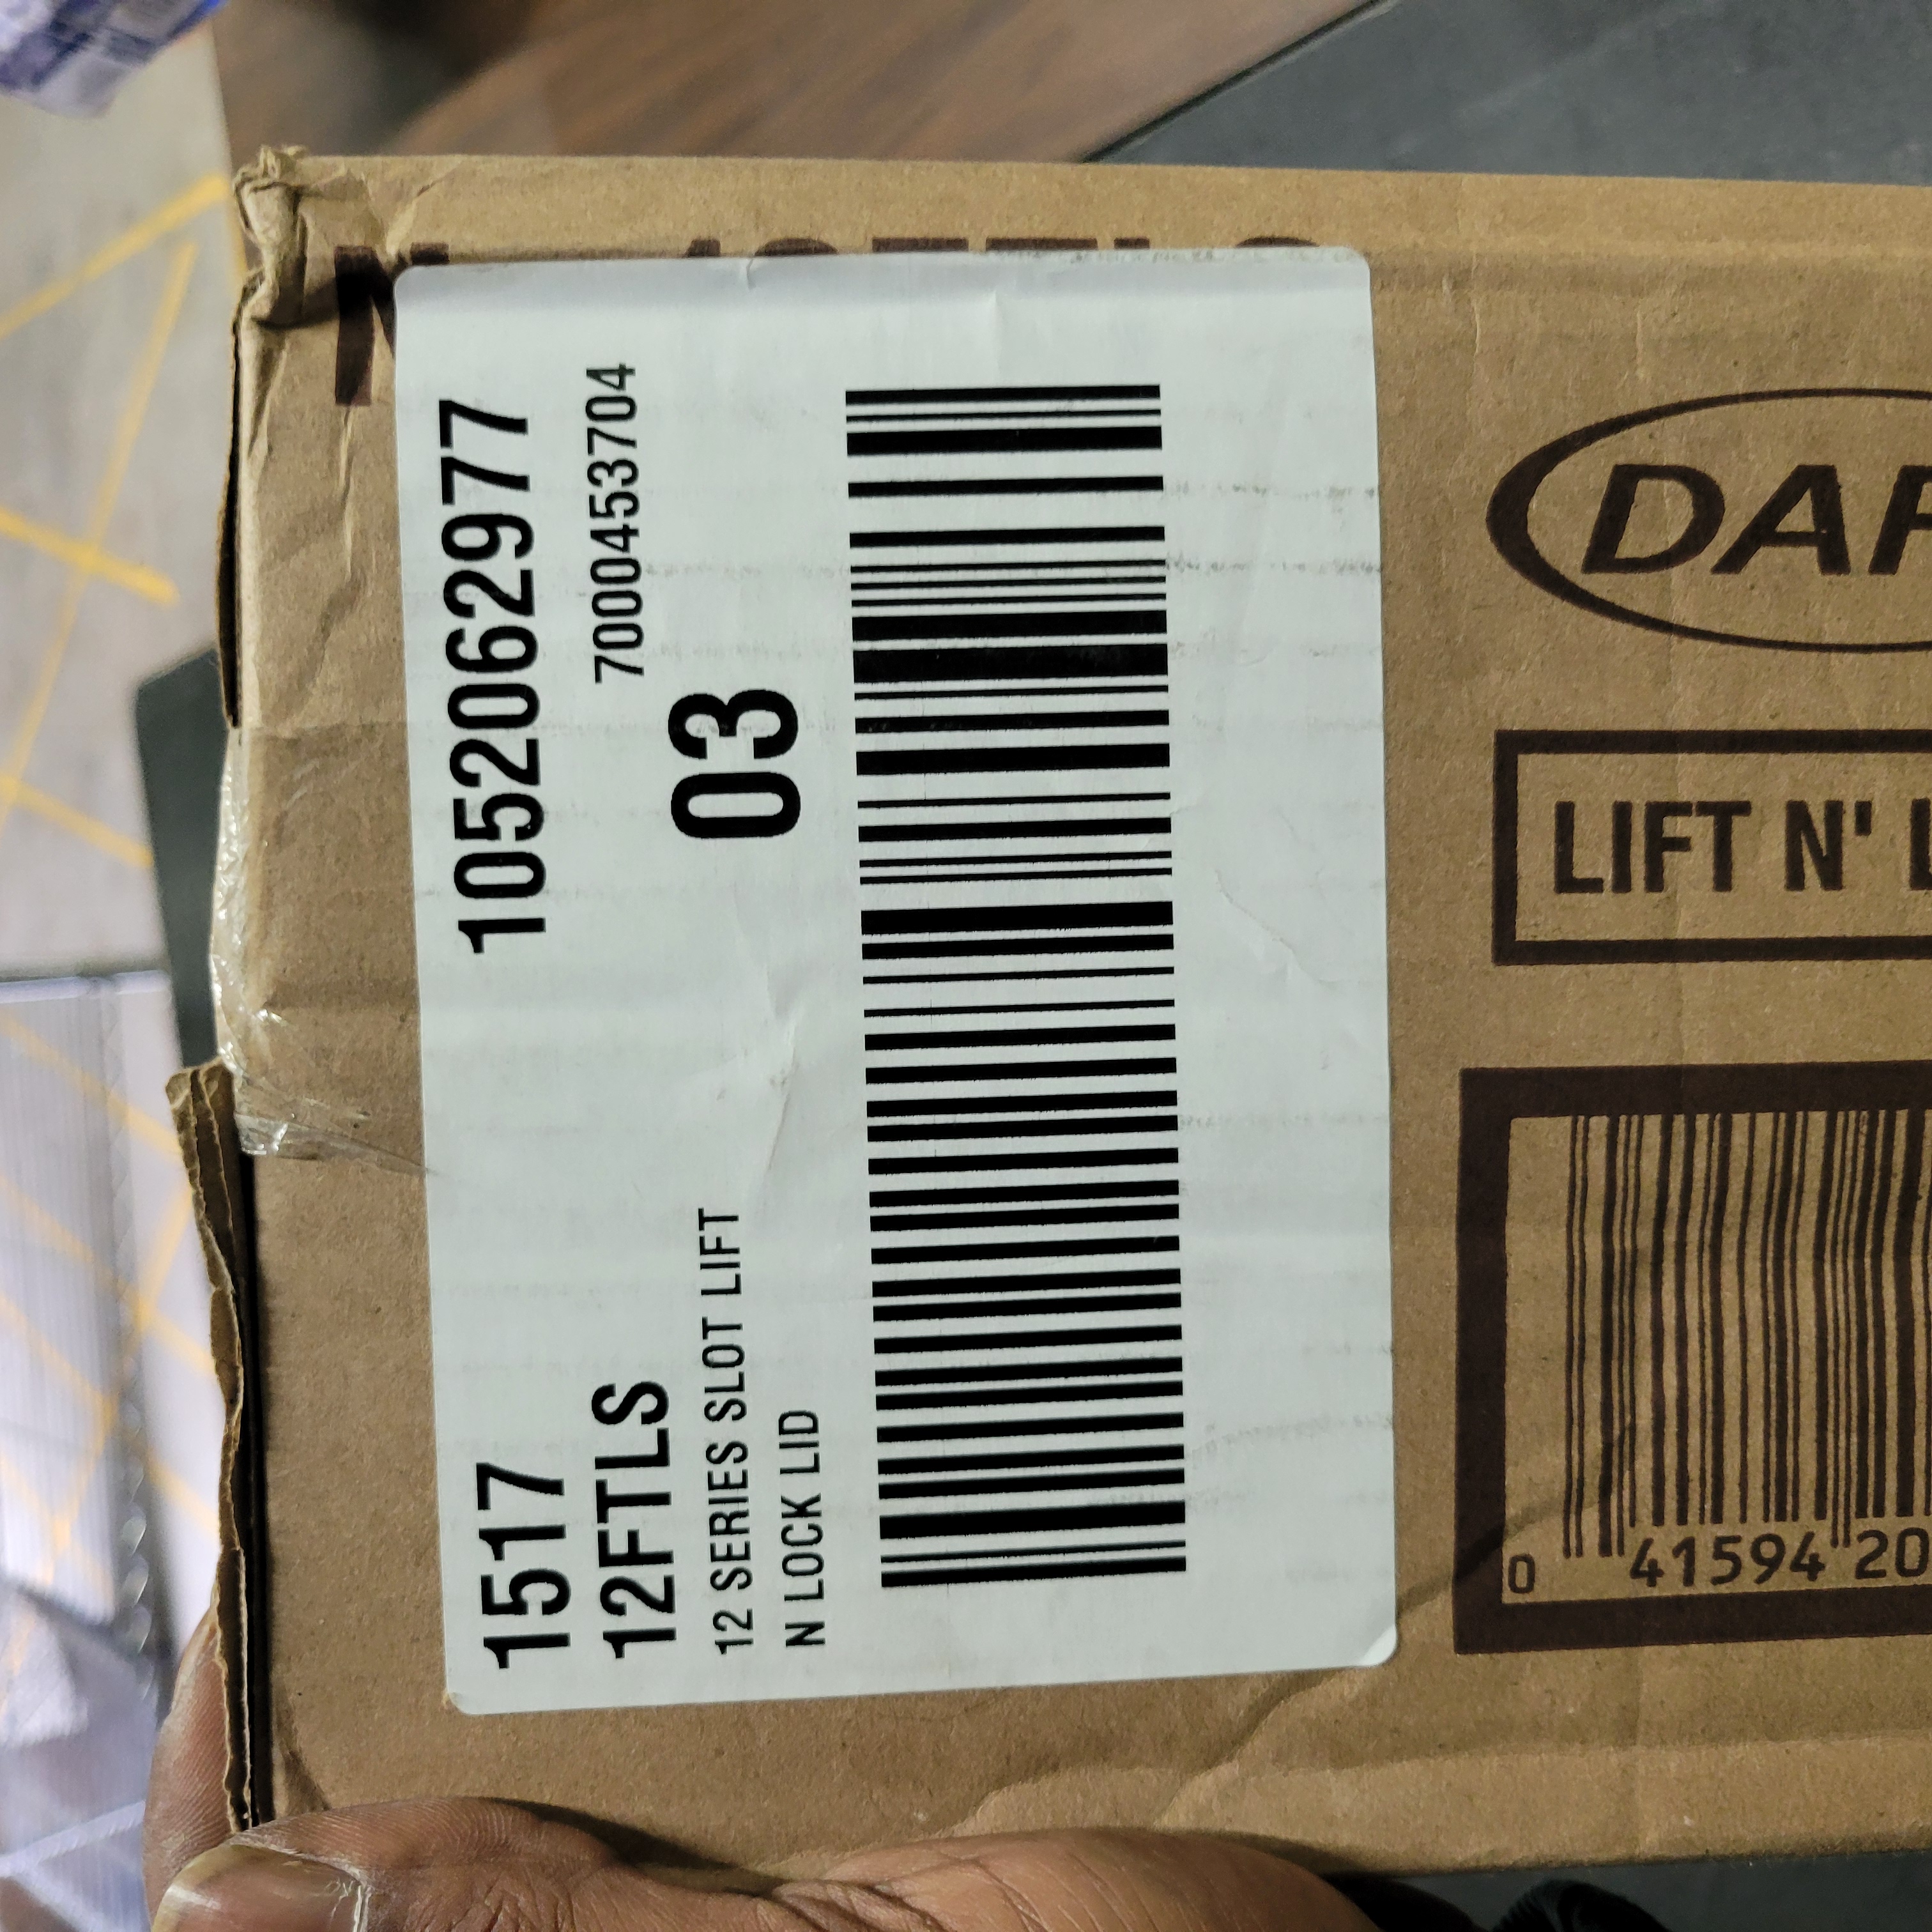 1517
1052062977
12FTLS
7000453704
12 SERIES SLOT LIFT
03
N LOCK LID
LIFT N'
0 41594 20